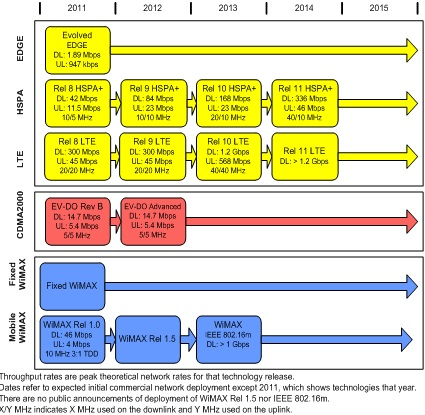 2011 2012 2013 2014 2015
EDGE
Evolved
EDGE
DL: 1.89 Mbps
UL: 947 kbps
HSPA
Rel 8 HSPA+
DL: 42 Mbps
UL: 11.5 Mbps
10/5 MHz
Rel 9 HSPA+
DL: 84 Mbps
UL: 23 Mbps
10/10 MHz
Rel 10 HSPA+
DL: 168 Mbps
UL: 23 Mbps
20/10 MHz
Rel 11 HSPA+
DL: 336 Mbps
UL: 46 Mbps
40/10 MHz
LTE
Rel 8 LTE
DL: 300 Mbps
UL: 45 Mbps
20/20 MHz
Rel 9 LTE
DL: 300 Mbps
UL: 45 Mbps
20/20 MHz
Rel 10 LTE
DL: 1.2 Gbps
UL: 568 Mbps
40/40 MHz
Rel 11 LTE
DL: > 1.2 Gbps
CDMA2000
EV-DO Rev B
DL: 14.7 Mbps
UL: 5.4 Mbps
5/5 MHz
EV-DO Advanced
DL: 14.7 Mbps
UL: 5.4 Mbps
5/5 MHz
Fixed
WiMAX
Fixed WiMAX
Mobile
WiMAX
WiMAX Rel 1.0
DL: 46 Mbps
UL: 4 Mbps
10 MHz 3:1 TDD
WiMAX Rel 1.5
WiMAX
IEEE 802.16m
DL: > 1 Gbps
Throughput rates are peak theoretical network rates for that technology release.
Dates refer to expected initial commercial network deployment except 2011, which shows technologies that year.
There are no public announcements of deployment of WiMAX Rel 1.5 nor IEEE 802.16m.
X/Y MHz indicates X MHz used on the downlink and Y MHz used on the uplink.